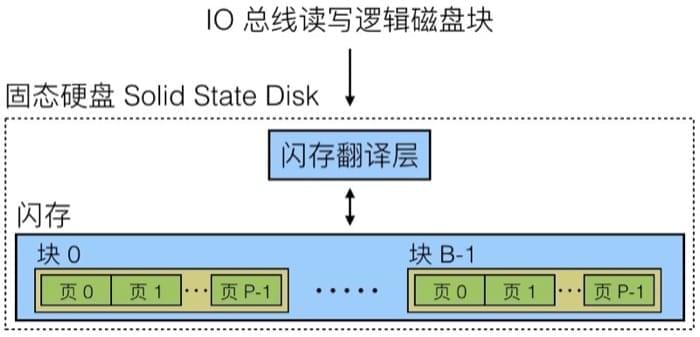 IO 总线读写逻辑磁盘块
固态硬盘 Solid State Disk
闪存翻译层
闪存
块 0
块 B-1
页 0 页 1 ··· 页 P-1 ····· 页 0 页 1 ··· 页 P-1